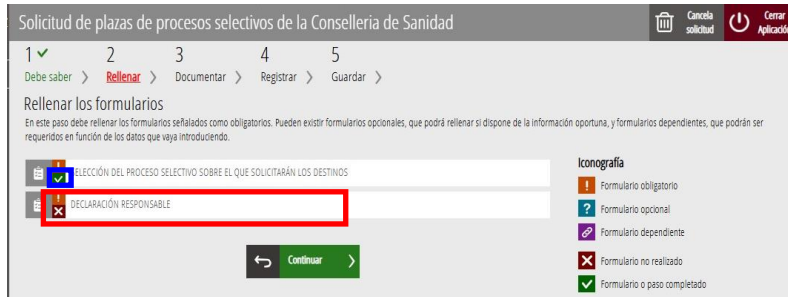 Solicitud de plazas de procesos selectivos de la Conselleria de Sanidad
Cancela
solicitud
Cerrar
Aplicación
1 2 3 4 5
Debe saber Rellenar Documentar Registrar Guardar
Rellenar los formularios
En este paso debe rellenar los formularios señalados como obligatorios. Pueden existir formularios opcionales, que podrá rellenar si dispone de la información oportuna, y formularios dependientes, que podrán ser
requeridos en función de los datos que vaya introduciendo.
ELECCIÓN DEL PROCESO SELECTIVO SOBRE EL QUE SOLICITARÁN LOS DESTINOS
DECLARACIÓN RESPONSABLE
Continuar
Iconografía
! Formulario obligatorio
? Formulario opcional
Formulario dependiente
Formulario no realizado
Formulario o paso completado